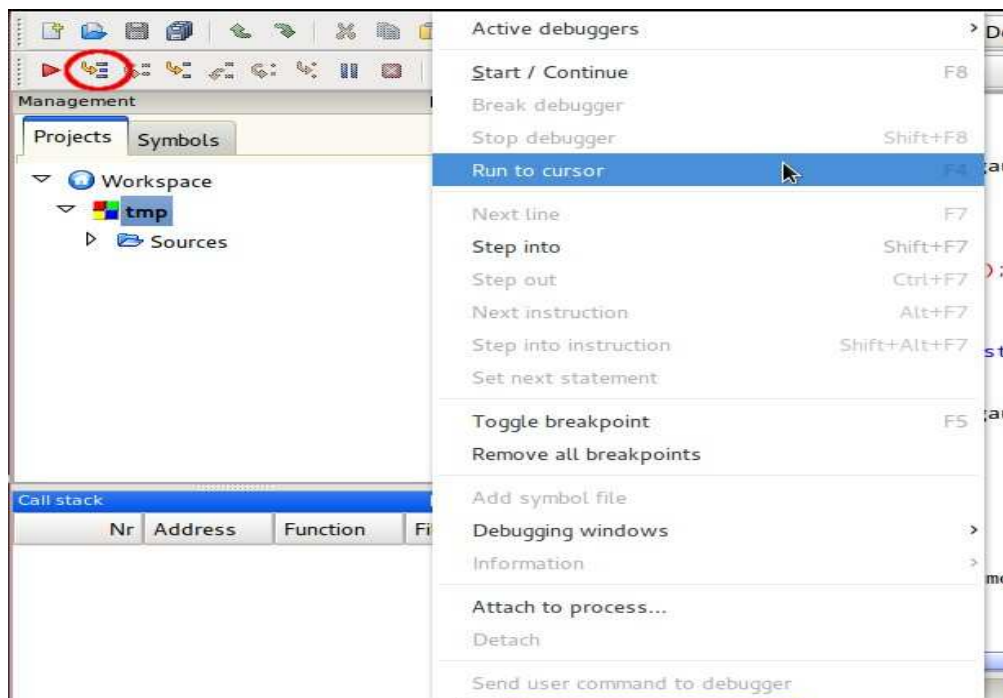 Active debuggers
Start / Continue F8
Break debugger
Management
Stop debugger Shift+F8
Projects Symbols
Run to cursor F4
Workspace
Next line F7
tmp
Step into Shift+F7
Sources
Step out Ctrl+F7
Next instruction Alt+F7
Step into instruction Shift+Alt+F7
Set next statement
Toggle breakpoint F5
Remove all breakpoints
Call stack
Add symbol file
Nr Address Function Fi
Debugging windows
Information
Attach to process...
Detach
Send user command to debugger